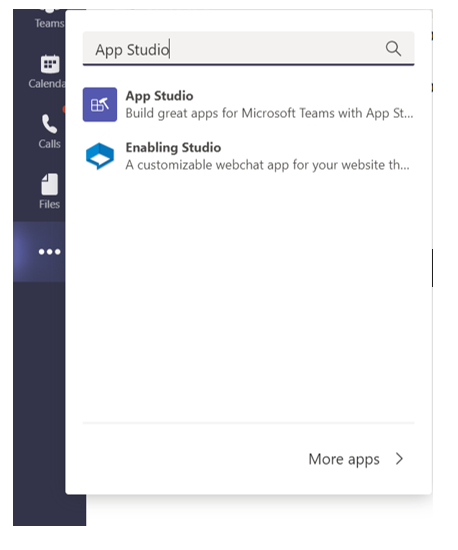 Teams
App Studio
Calenda
App Studio
Build great apps for Microsoft Teams with App St...
Calls
Enabling Studio
A customizable webchat app for your website th...
Files
More apps